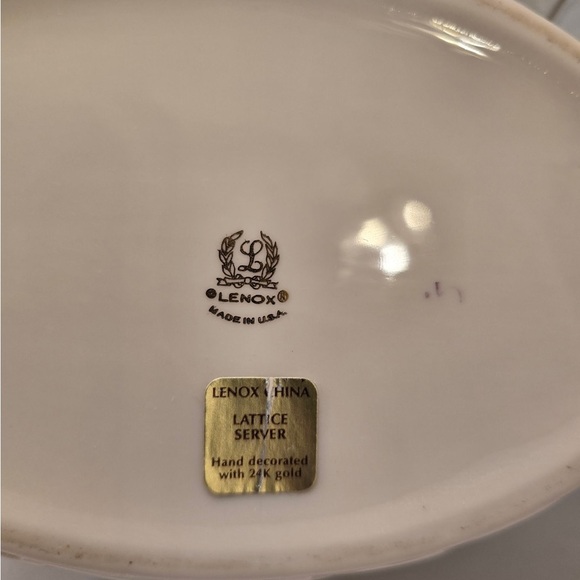 L
©LENOX®
MADE IN U.S.A.
LENOX CHINA
LATTICE
SERVER
Hand decorated
with 24K gold